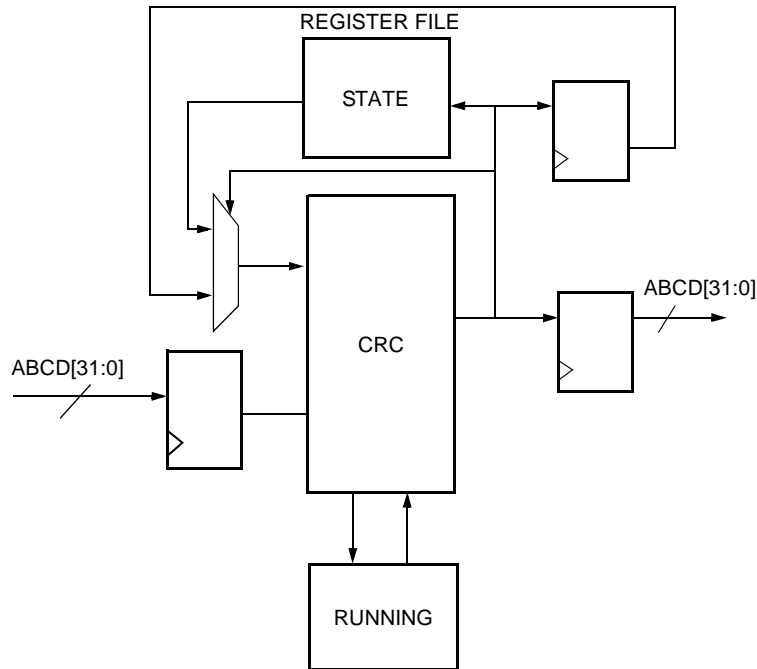 REGISTER FILE
STATE
ABCD[31:0]
CRC
ABCD[31:0]
RUNNING